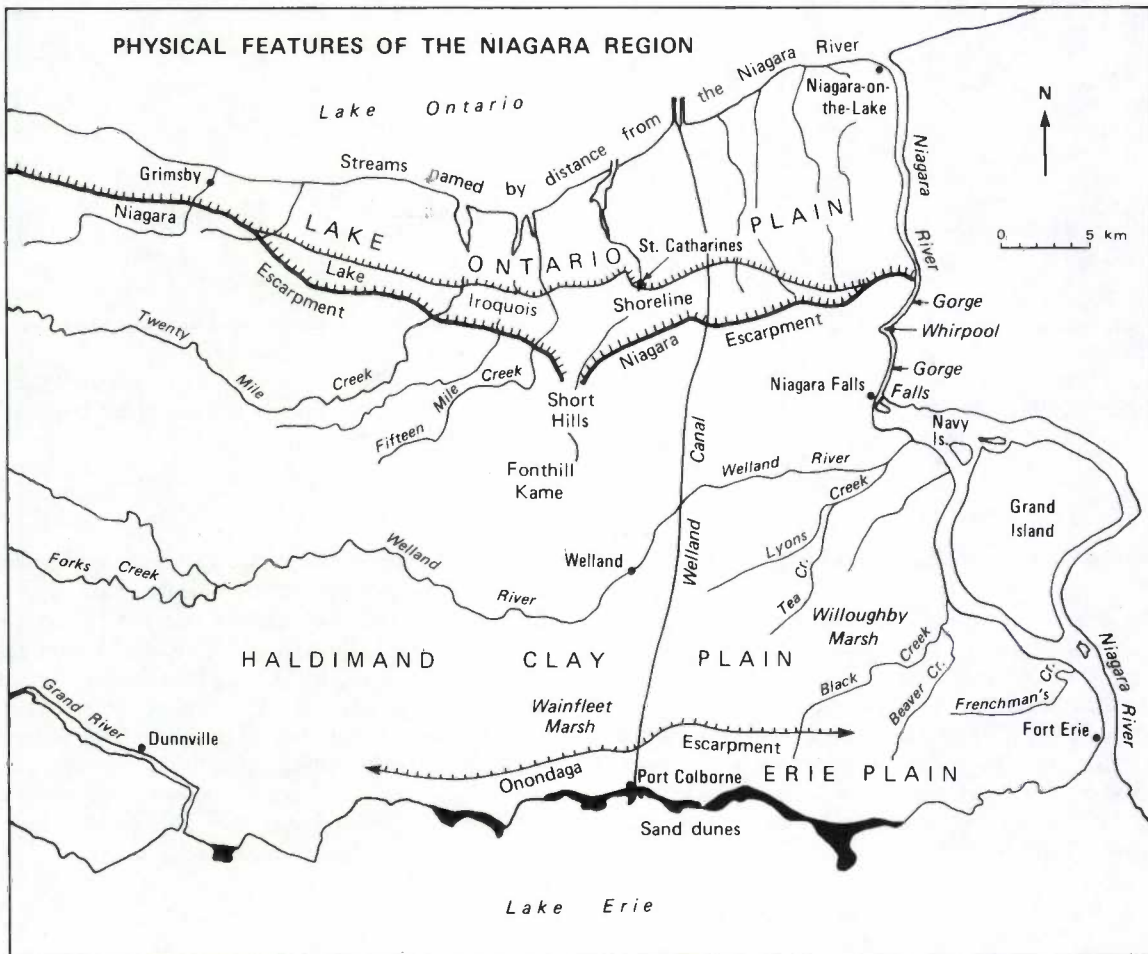 PHYSICAL FEATURES OF THE NIAGARA REGION
Lake Ontario
Streams named by distance from the Niagara River
Niagara-on-
the-Lake
N
Grimsby
Niagara
Escarpment
LAKE ONTARIO PLAIN
Lake Iroquois Shoreline
St. Catharines
Niagara River
0 5 km
Gorge
Whirpool
Gorge
Niagara Escarpment
Twenty Mile Creek
Fifteen Mile Creek
Short
Hills
Fonthill
Kame
Niagara Falls
Falls
Navy
Is.
Grand
Island
Welland Canal
Welland River
Lyons Creek
Tea Cr.
Forks Creek
Welland River
Welland
Willoughby
Marsh
HALDIMAND CLAY PLAIN
Black Creek
Beaver Cr.
Frenchman's Cr.
Niagara River
Grand River
Dunnville
Wainfleet
Marsh
Fort Erie
Onondaga Escarpment
ERIE PLAIN
Port Colborne
Sand dunes
Lake Erie